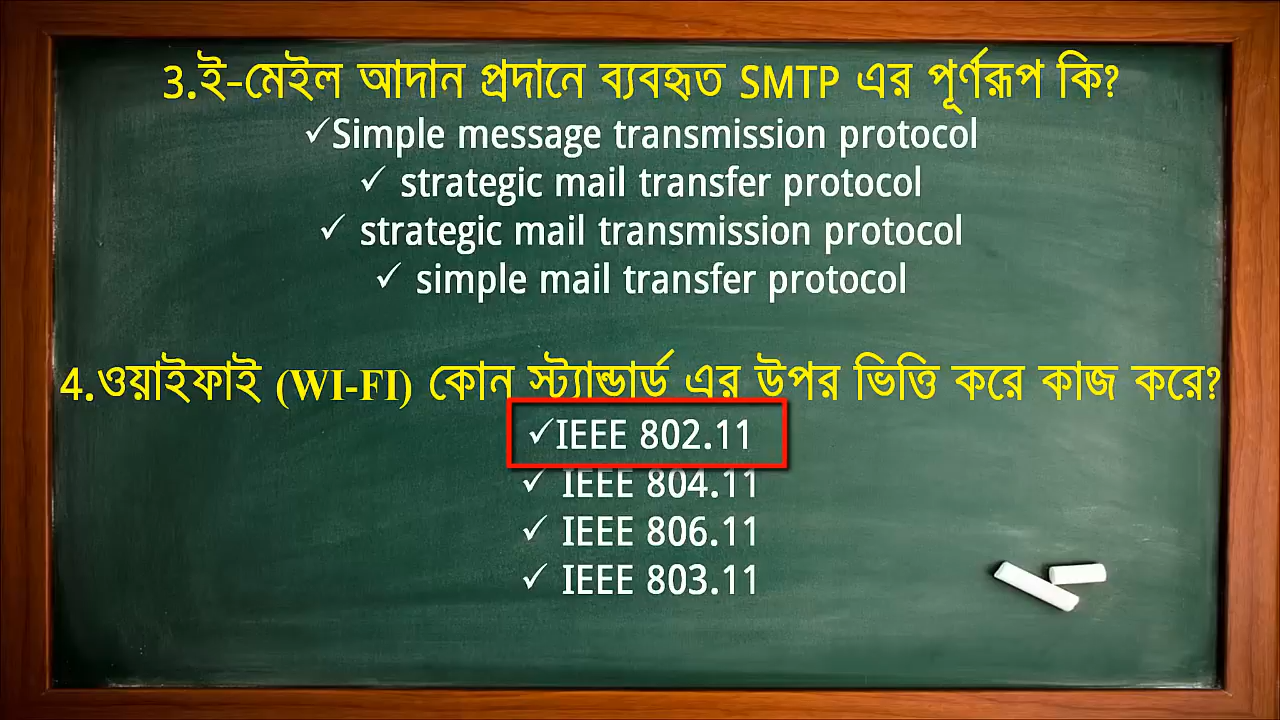 3.ই-মেইল আদান প্রদানে ব্যবহৃত SMTP এর পূর্ণরূপ কি?
✓Simple message transmission protocol
✓ strategic mail transfer protocol
✓ strategic mail transmission protocol
✓ simple mail transfer protocol
4.ওয়াইফাই (WI-FI) কোন স্ট্যান্ডার্ড এর উপর ভিত্তি করে কাজ করে?
✓IEEE 802.11
✓ IEEE 804.11
✓ IEEE 806.11
✓ IEEE 803.11